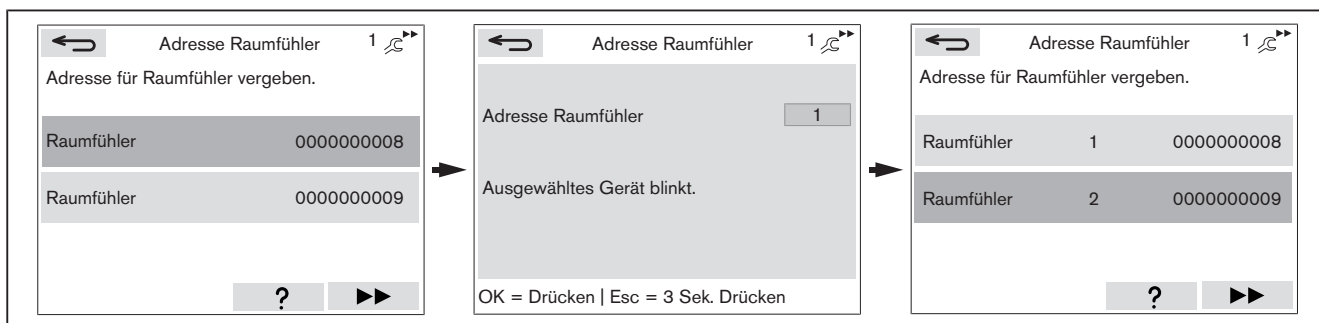 Adresse Raumfühler 1
Adresse für Raumfühler vergeben.
Raumfühler 0000000008
Raumfühler 0000000009
?
Adresse Raumfühler 1
Adresse Raumfühler 1
Ausgewähltes Gerät blinkt.
OK = Drücken | Esc = 3 Sek. Drücken
Adresse Raumfühler 1
Adresse für Raumfühler vergeben.
Raumfühler 1 0000000008
Raumfühler 2 0000000009
?